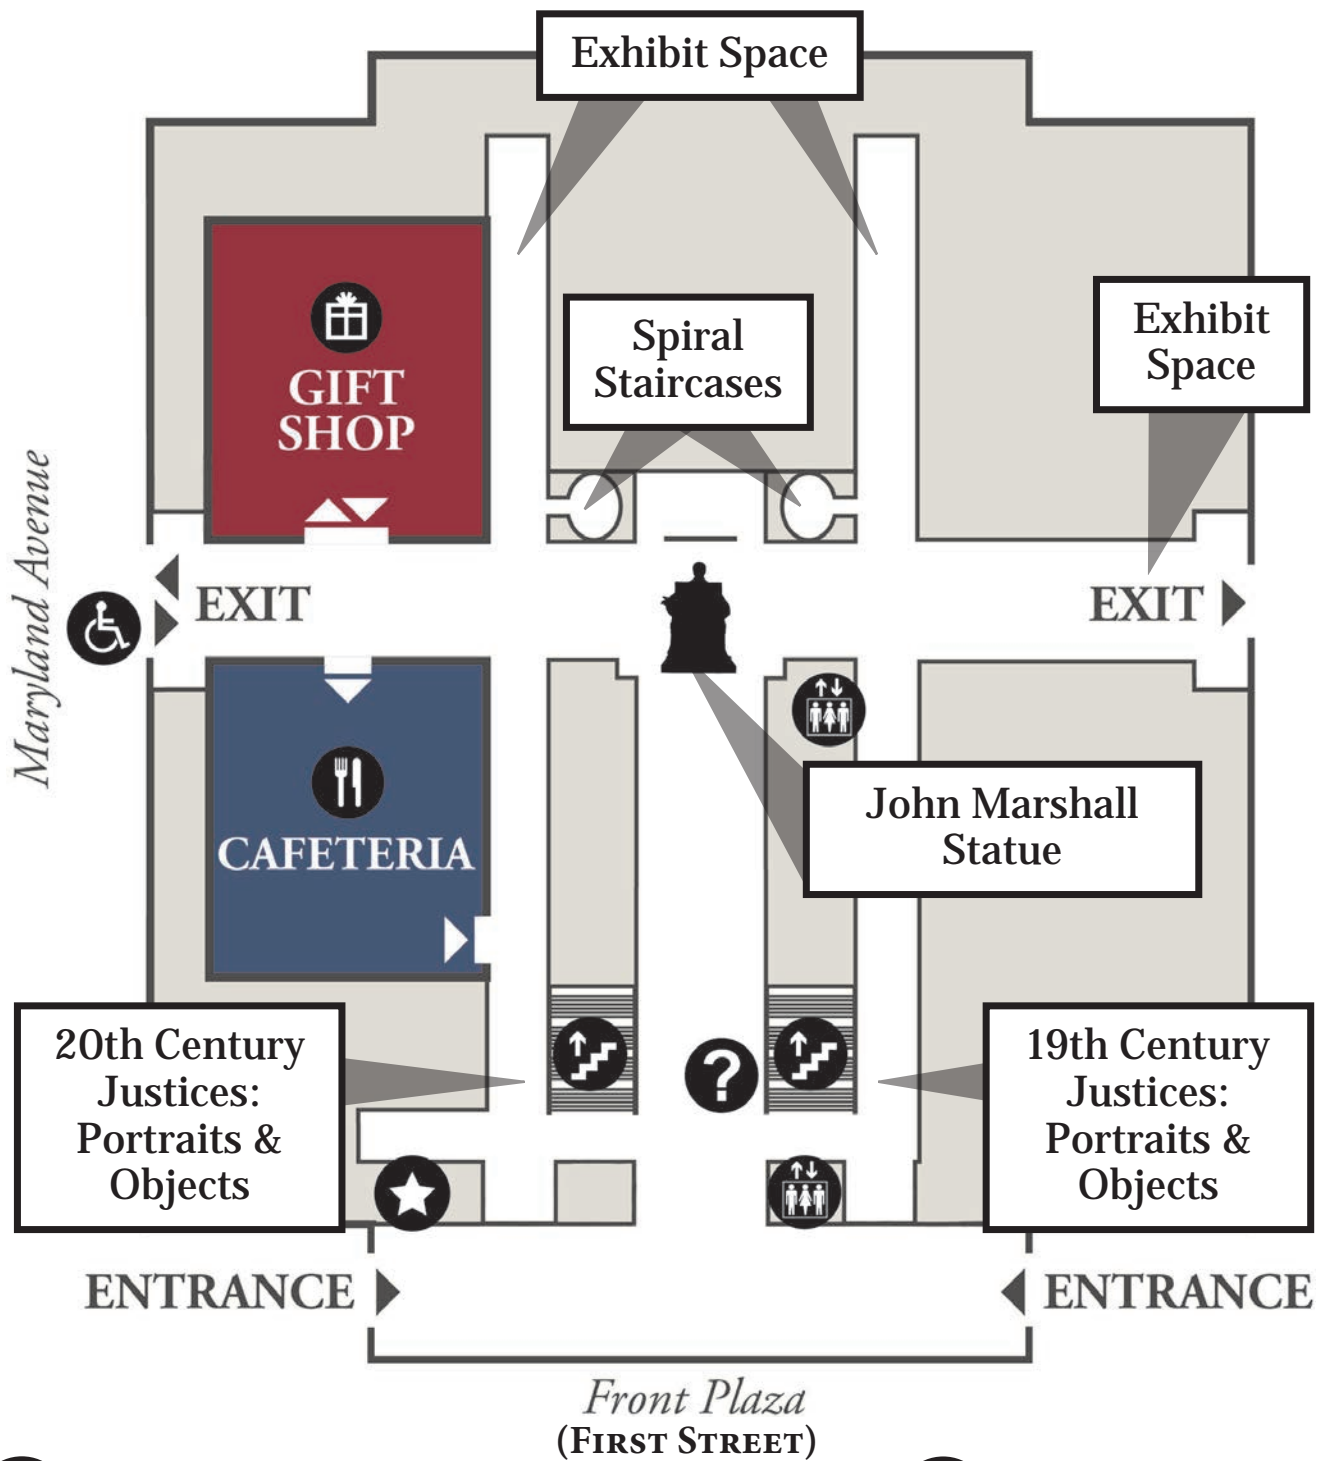 Exhibit Space
Exhibit
Space
Spiral
Staircases
GIFT
SHOP
Maryland Avenue
EXIT
EXIT
John Marshall
Statue
CAFETERIA
20th Century
Justices:
Portraits &
Objects
?
19th Century
Justices:
Portraits &
Objects
ENTRANCE
ENTRANCE
Front Plaza
(FIRST STREET)